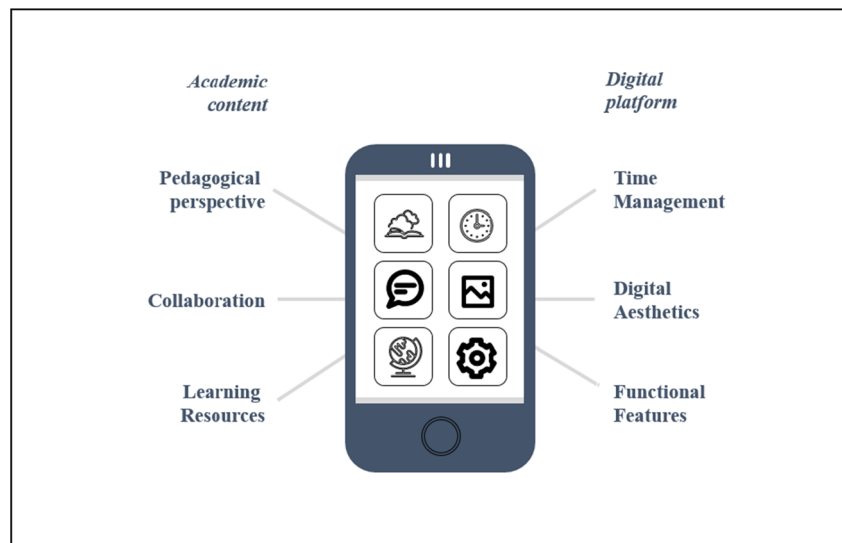 Academic
content
Digital
platform
Pedagogical
perspective
Time
Management
Collaboration
Digital
Aesthetics
Learning
Resources
Functional
Features